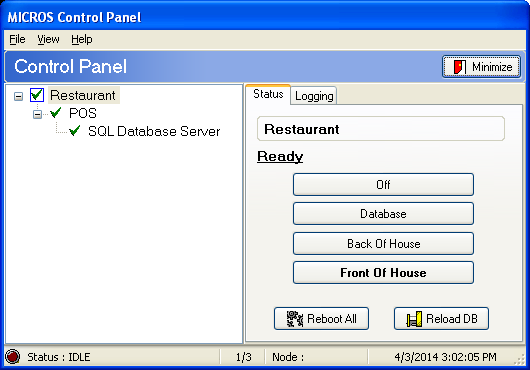 MICROS Control Panel
File View Help
Control Panel
Minimize
Restaurant
POS
SQL Database Server
Status Logging
Restaurant
Ready
Off
Database
Back Of House
Front Of House
Reboot All
Reload DB
Status : IDLE 1/3 Node : 4/3/2014 3:02:05 PM